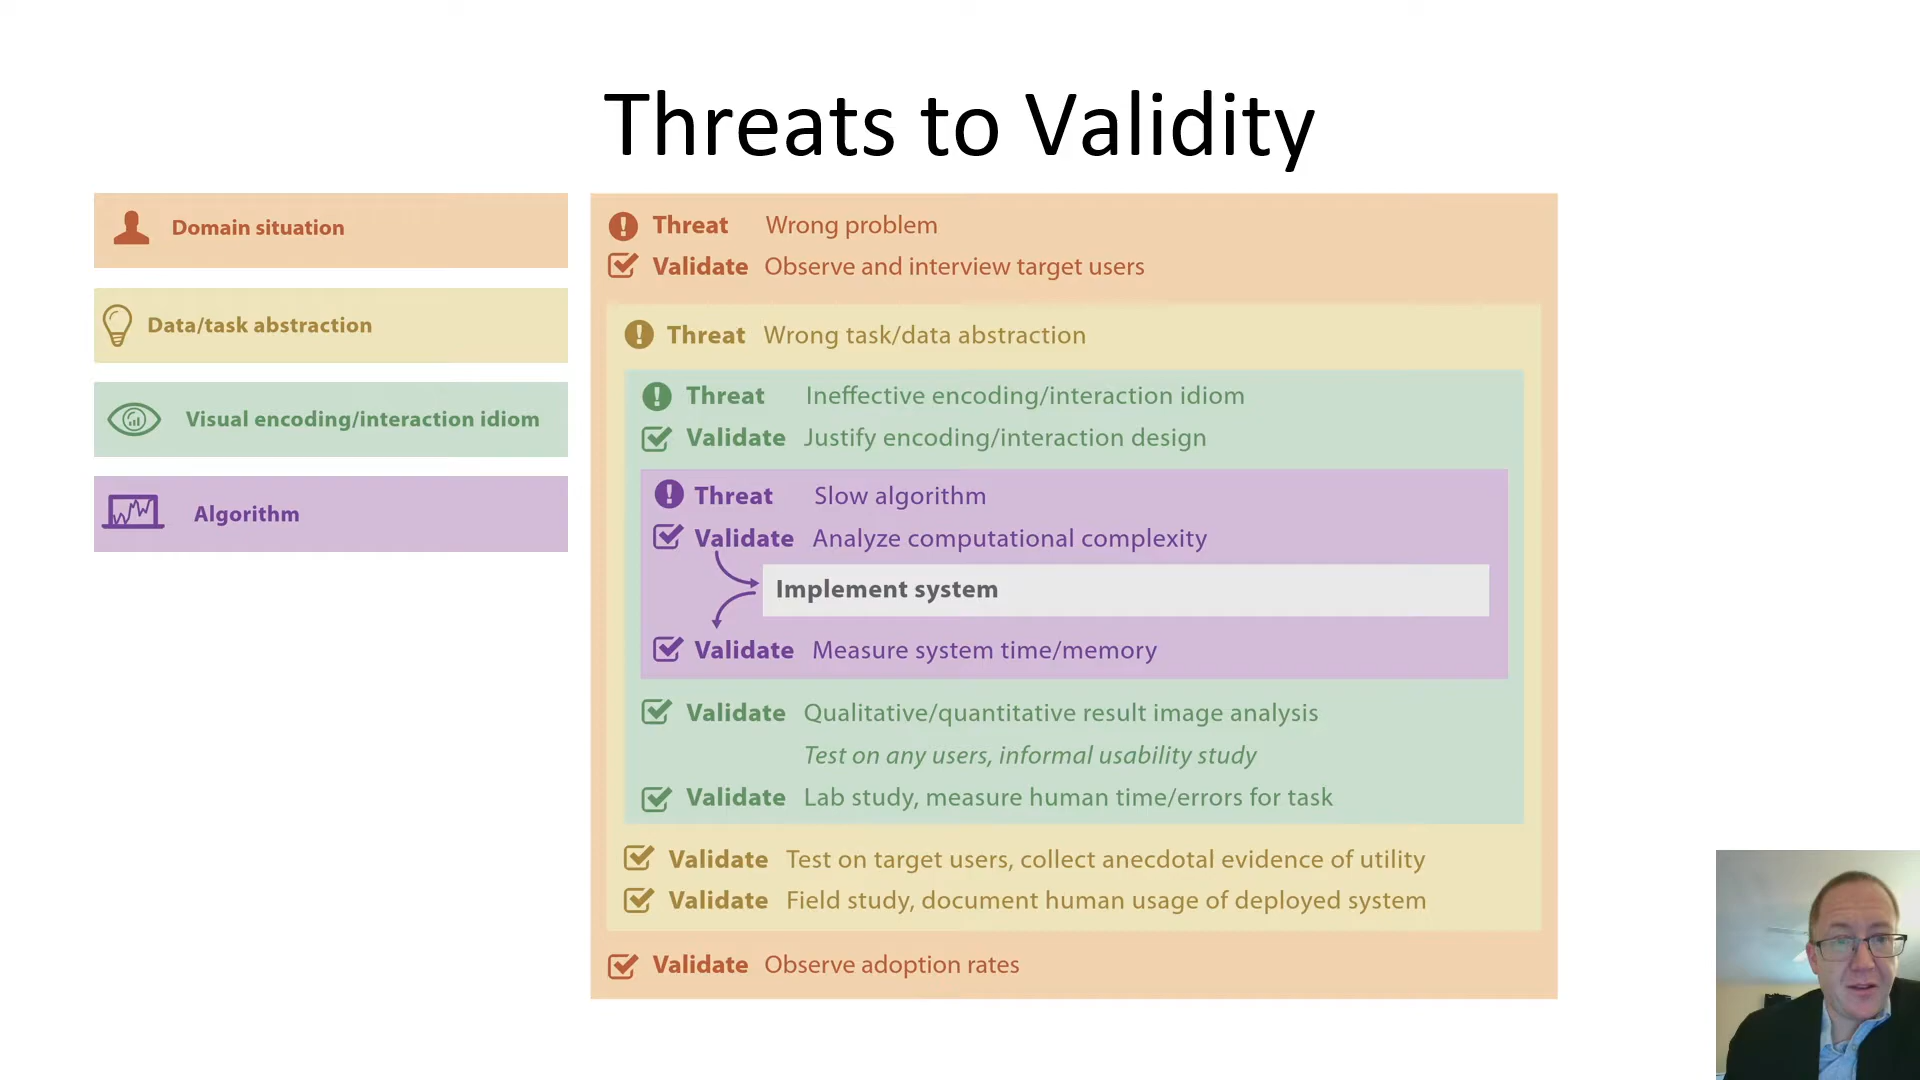 Threats to Validity
Domain situation
Data/task abstraction
Visual encoding/interaction idiom
Algorithm
Threat Wrong problem
Validate Observe and interview target users
Threat Wrong task/data abstraction
Threat Ineffective encoding/interaction idiom
Validate Justify encoding/interaction design
Threat Slow algorithm
Validate Analyze computational complexity
Implement system
Validate Measure system time/memory
Validate Qualitative/quantitative result image analysis
Test on any users, informal usability study
Validate Lab study, measure human time/errors for task
Validate Test on target users, collect anecdotal evidence of utility
Validate Field study, document human usage of deployed system
Validate Observe adoption rates